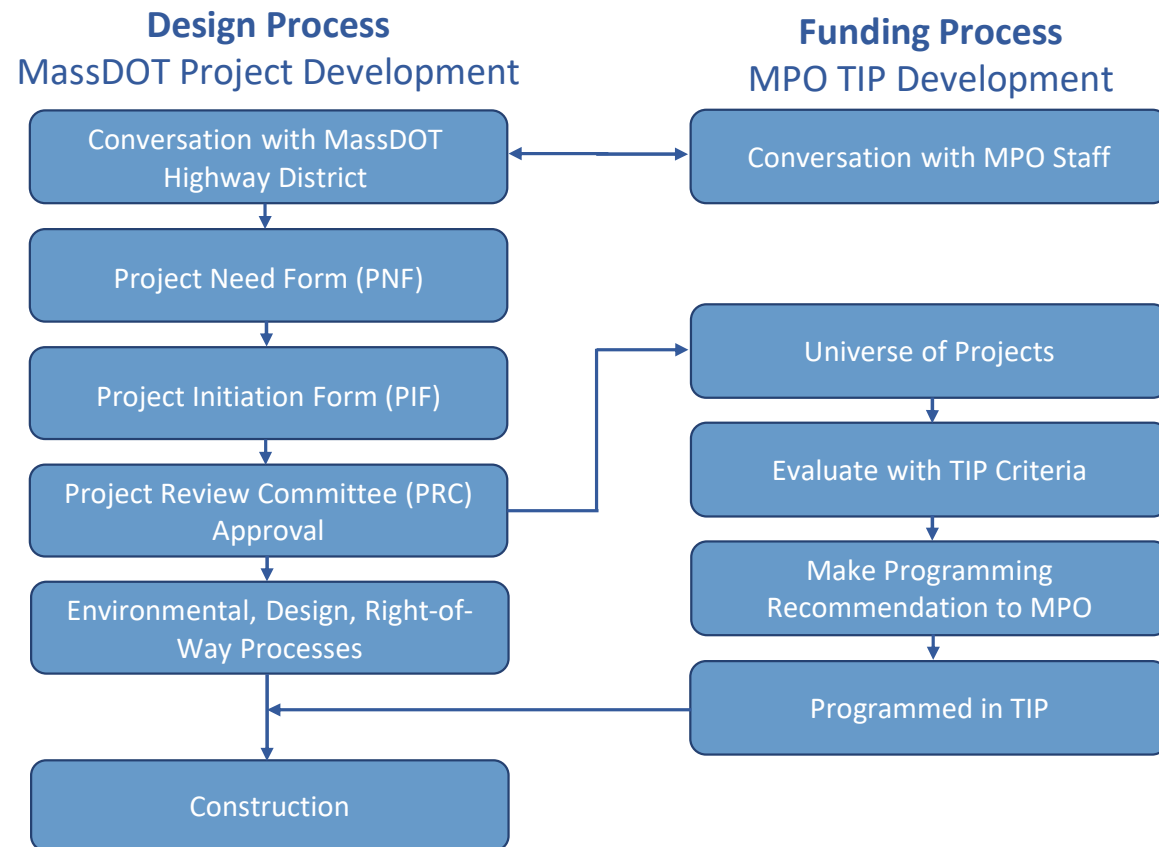 Design Process
MassDOT Project Development
Conversation with MassDOT
Highway District
Project Need Form (PNF)
Project Initiation Form (PIF)
Project Review Committee (PRC)
Approval
Environmental, Design, Right-of-
Way Processes
Construction
Funding Process
MPO TIP Development
Conversation with MPO Staff
Universe of Projects
Evaluate with TIP Criteria
Make Programming
Recommendation to MPO
Programmed in TIP